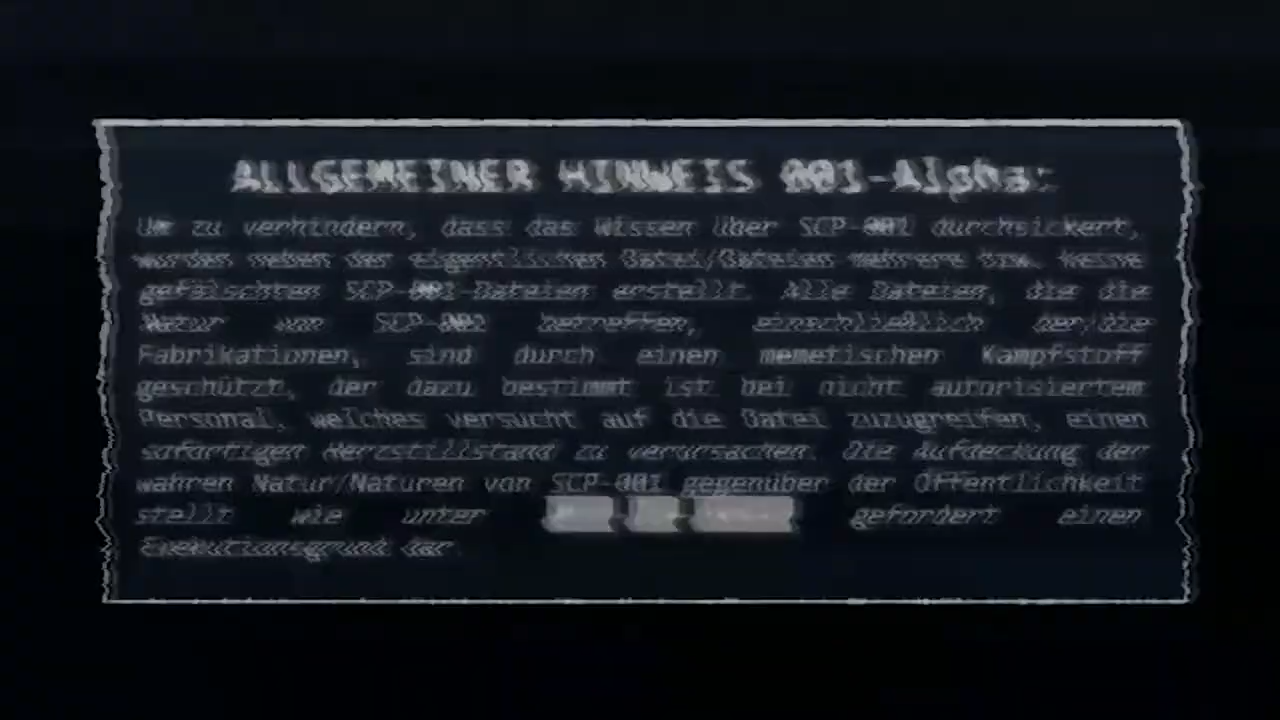 ALLGEMEINER HINWEIS 001-Alpha:
Um zu verhindern, dass das Wissen über SCP-001 durchsickert,
wurden neben der eigentlichen Datei/Dateien mehrere bzw. keine
gefälschten SCP-001-Dateien erstellt. Alle Dateien, die die
Natur von SCP-001 betreffen, einschließlich der/die
Fabrikationen, sind durch einen memetischen Kampfstoff
geschützt, der dazu bestimmt ist bei nicht autorisiertem
Personal, welches versucht auf die Datei zuzugreifen, einen
sofortigen Herzstillstand zu verursachen. Die Aufdeckung der
wahren Natur/Naturen von SCP-001 gegenüber der Öffentlichkeit
stellt wie unter gefordert einen
Exekutionsgrund dar.